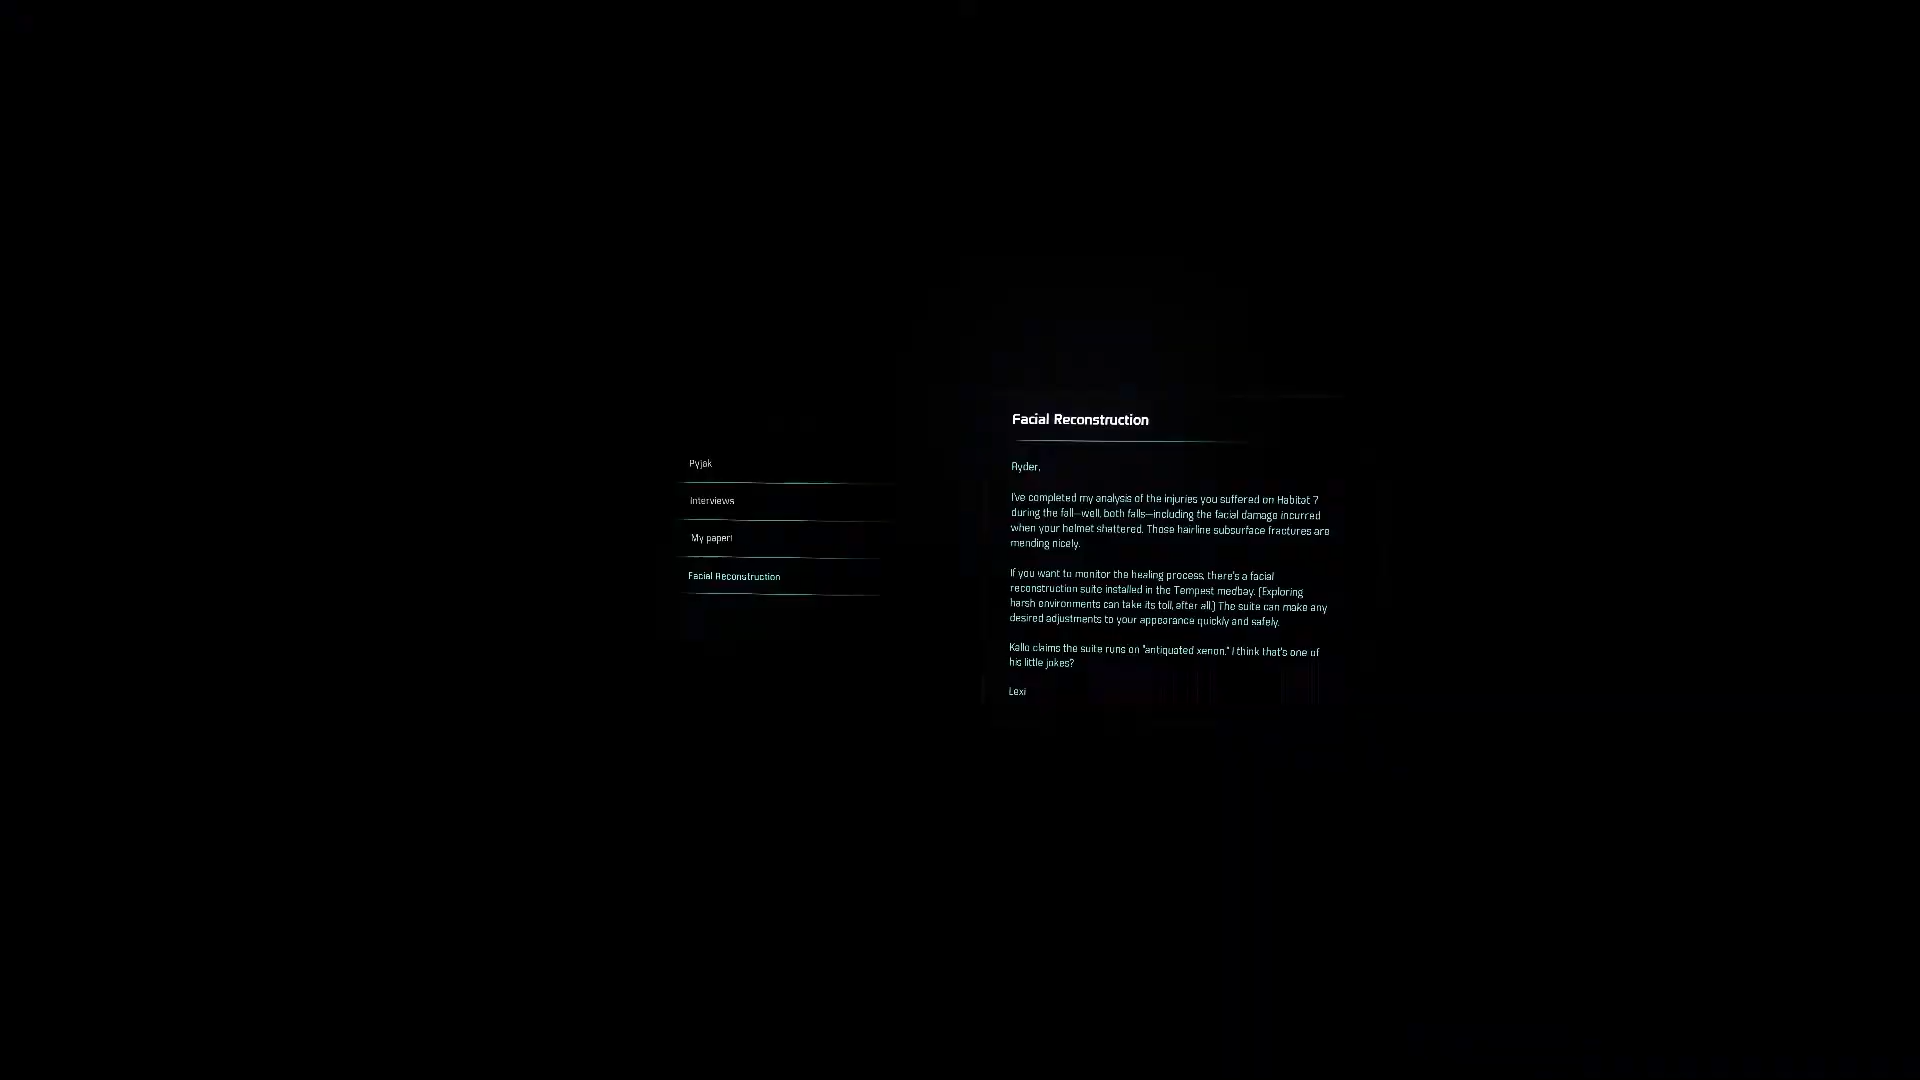 Pyjak
Interviews
My paper!
Facial Reconstruction
Facial Reconstruction
Ryder,
I've completed my analysis of the injuries you suffered on Habitat 7
during the fall—well, both falls—including the facial damage incurred
when your helmet shattered. Those hairline subsurface fractures are
mending nicely.
If you want to monitor the healing process, there's a facial
reconstruction suite installed in the Tempest medbay. (Exploring
harsh environments can take its toll, after all.) The suite can make any
desired adjustments to your appearance quickly and safely.
Kallo claims the suite runs on "antiquated xenon." I think that's one of
his little jokes?
Lexi